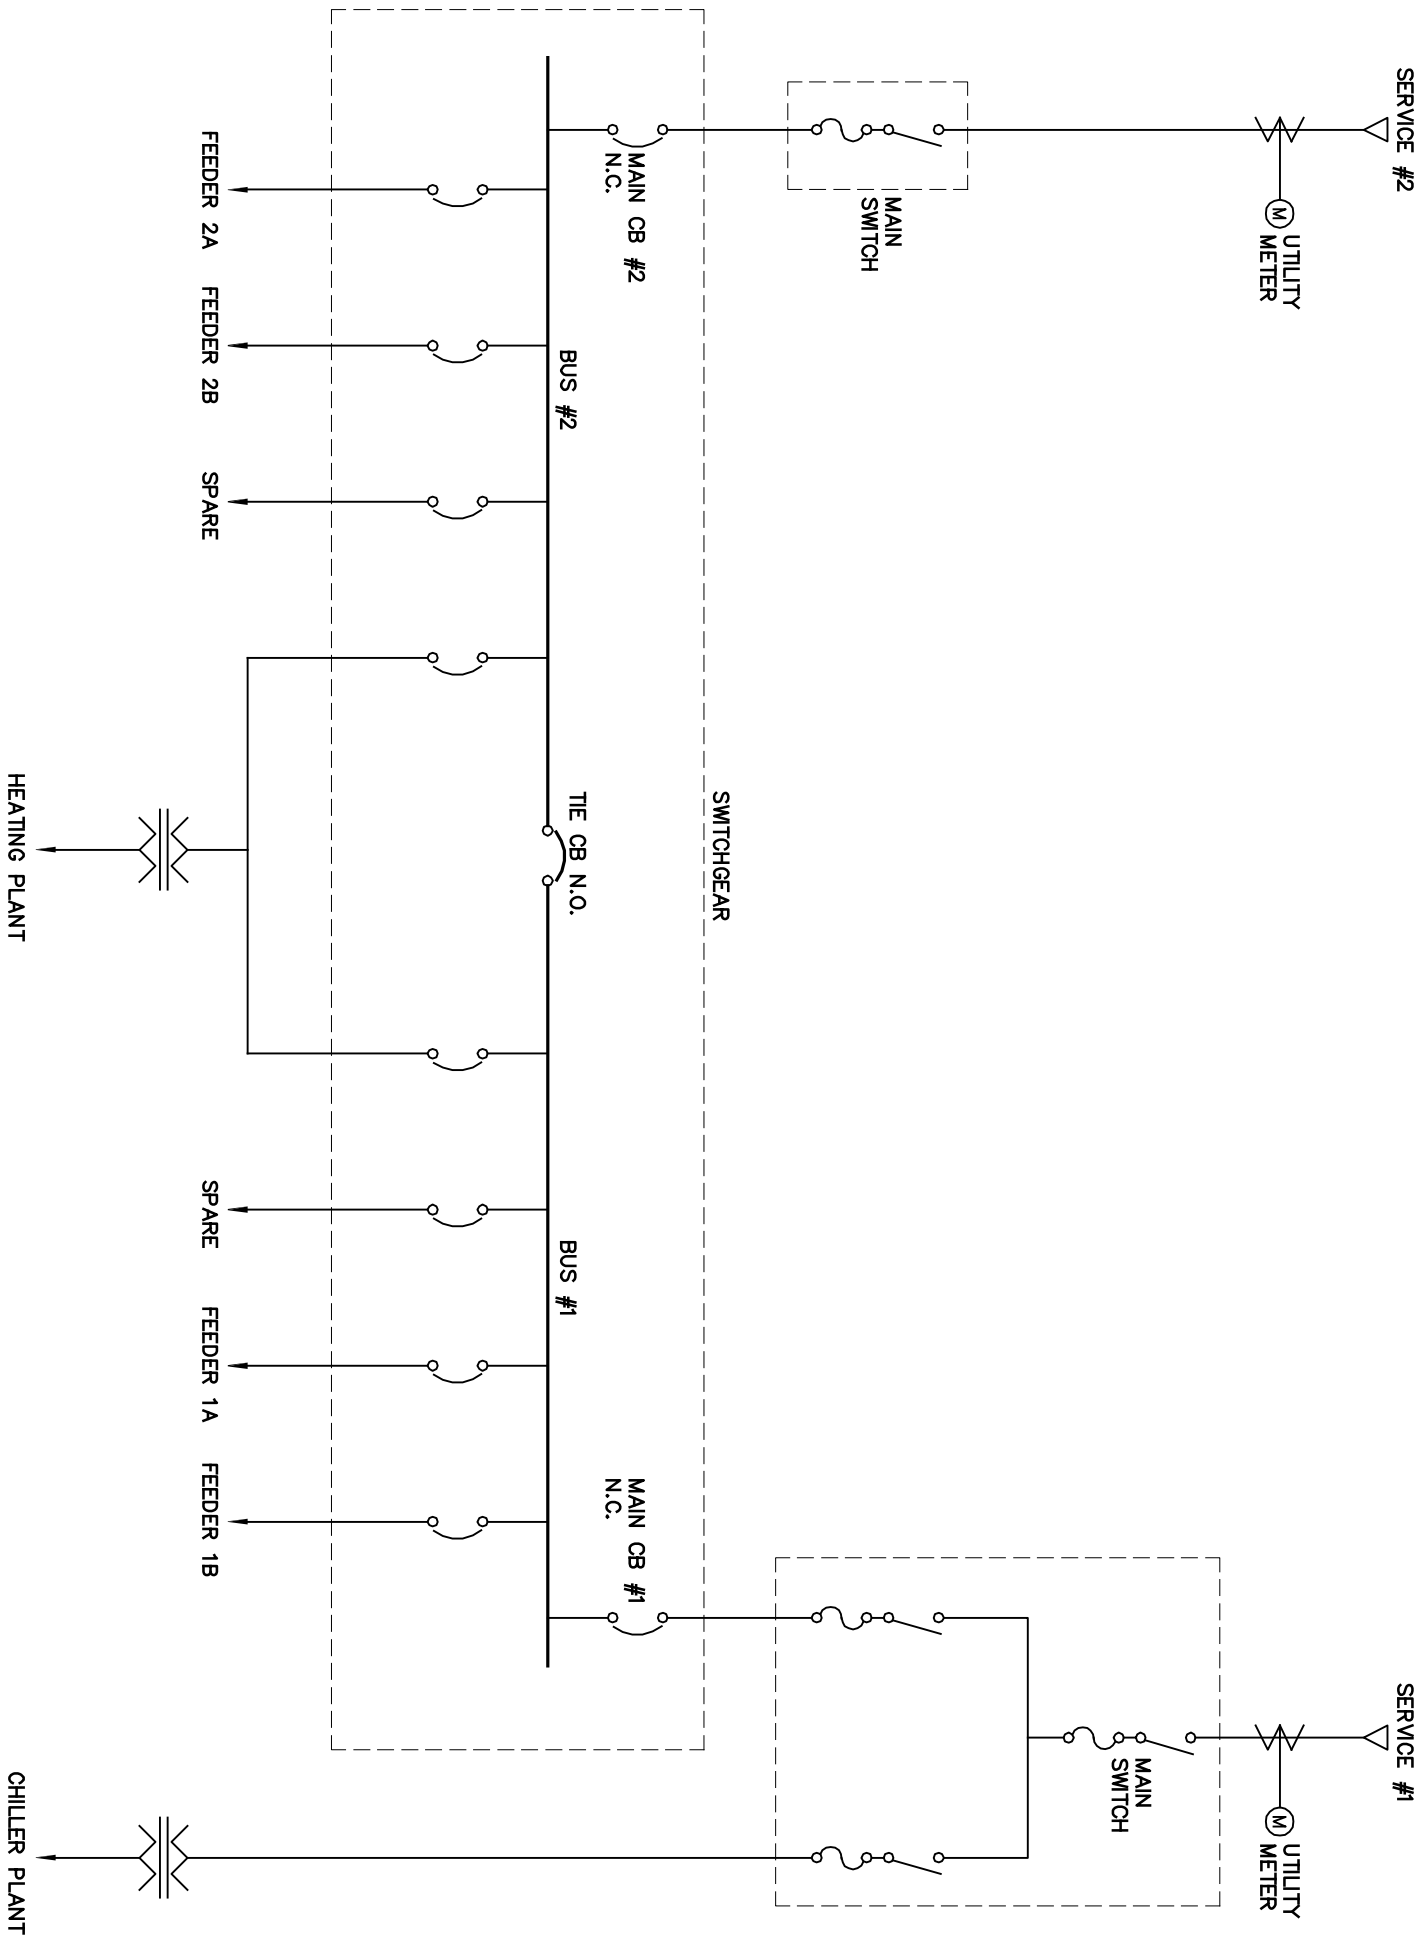 SERVICE #2
SERVICE #1
M
UTILITY
METER
M
UTILITY
METER
MAIN
SWITCH
MAIN
SWITCH
SWITCHGEAR
MAIN CB #2
N.C.
MAIN CB #1
N.C.
BUS #2
TIE CB N.O.
BUS #1
FEEDER 2A
FEEDER 2B
SPARE
SPARE
FEEDER 1A
FEEDER 1B
HEATING PLANT
CHILLER PLANT